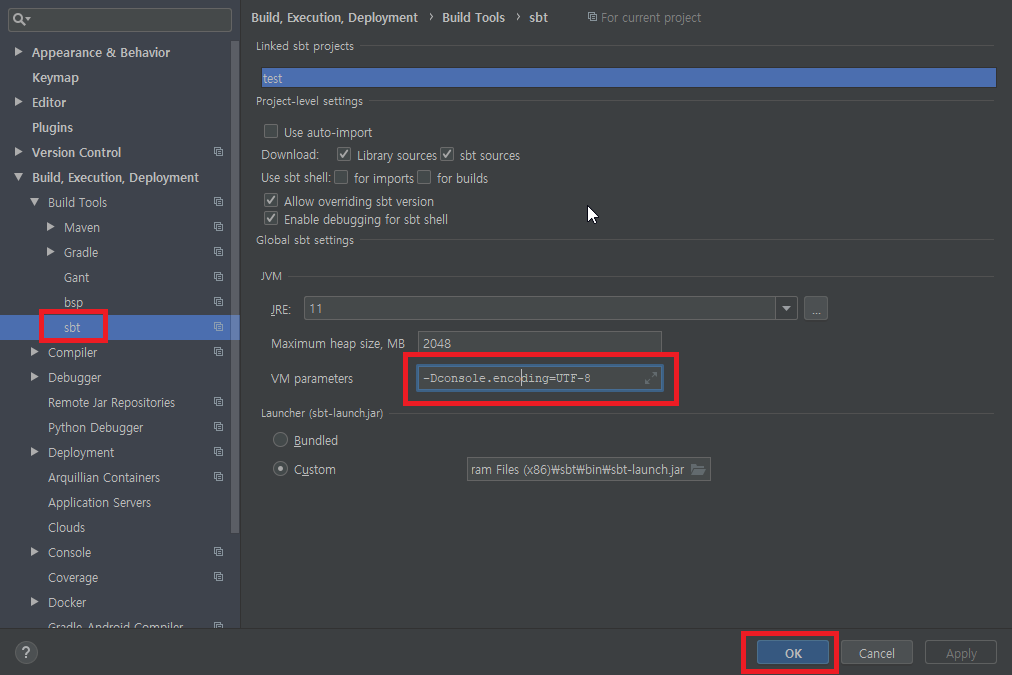 Appearance & Behavior
Keymap
Editor
Plugins
Version Control
Build, Execution, Deployment
Build Tools
Maven
Gradle
Gant
bsp
sbt
Compiler
Debugger
Remote Jar Repositories
Python Debugger
Deployment
Arquillian Containers
Application Servers
Clouds
Console
Coverage
Docker
Gradle-Android Compiler
Build, Execution, Deployment › Build Tools › sbt For current project
Linked sbt projects
test
Project-level settings
Use auto-import
Download: Library sources sbt sources
Use sbt shell: for imports for builds
Allow overriding sbt version
Enable debugging for sbt shell
Global sbt settings
JVM
JRE: 11 ...
Maximum heap size, MB 2048
VM parameters -Dconsole.encoding=UTF-8
Launcher (sbt-launch.jar)
Bundled
Custom ram Files (x86)₩sbt₩bin₩sbt-launch.jar
? OK Cancel Apply